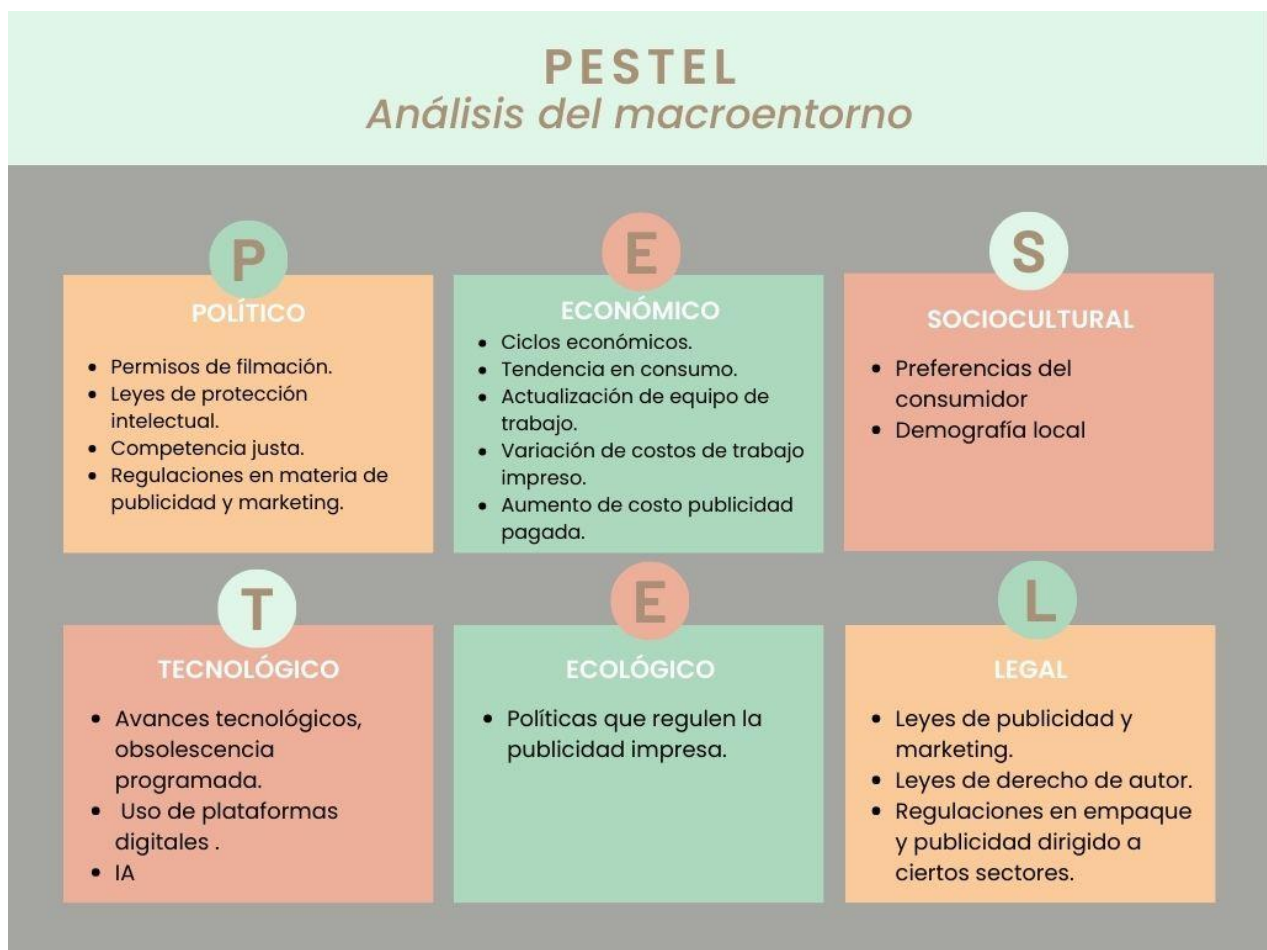 PESTEL
Análisis del macroentorno
P
POLÍTICO
• Permisos de filmación.
• Leyes de protección
intelectual.
• Competencia justa.
• Regulaciones en materia de
publicidad y marketing.
E
ECONÓMICO
• Ciclos económicos.
• Tendencia en consumo.
• Actualización de equipo de
trabajo.
• Variación de costos de trabajo
impreso.
• Aumento de costo publicidad
pagada.
S
SOCIOCULTURAL
• Preferencias del
consumidor
• Demografía local
T
TECNOLÓGICO
• Avances tecnológicos,
obsolescencia
programada.
• Uso de plataformas
digitales .
• IA
E
ECOLÓGICO
• Políticas que regulen la
publicidad impresa.
L
LEGAL
• Leyes de publicidad y
marketing.
• Leyes de derecho de autor.
• Regulaciones en empaque
y publicidad dirigido a
ciertos sectores.